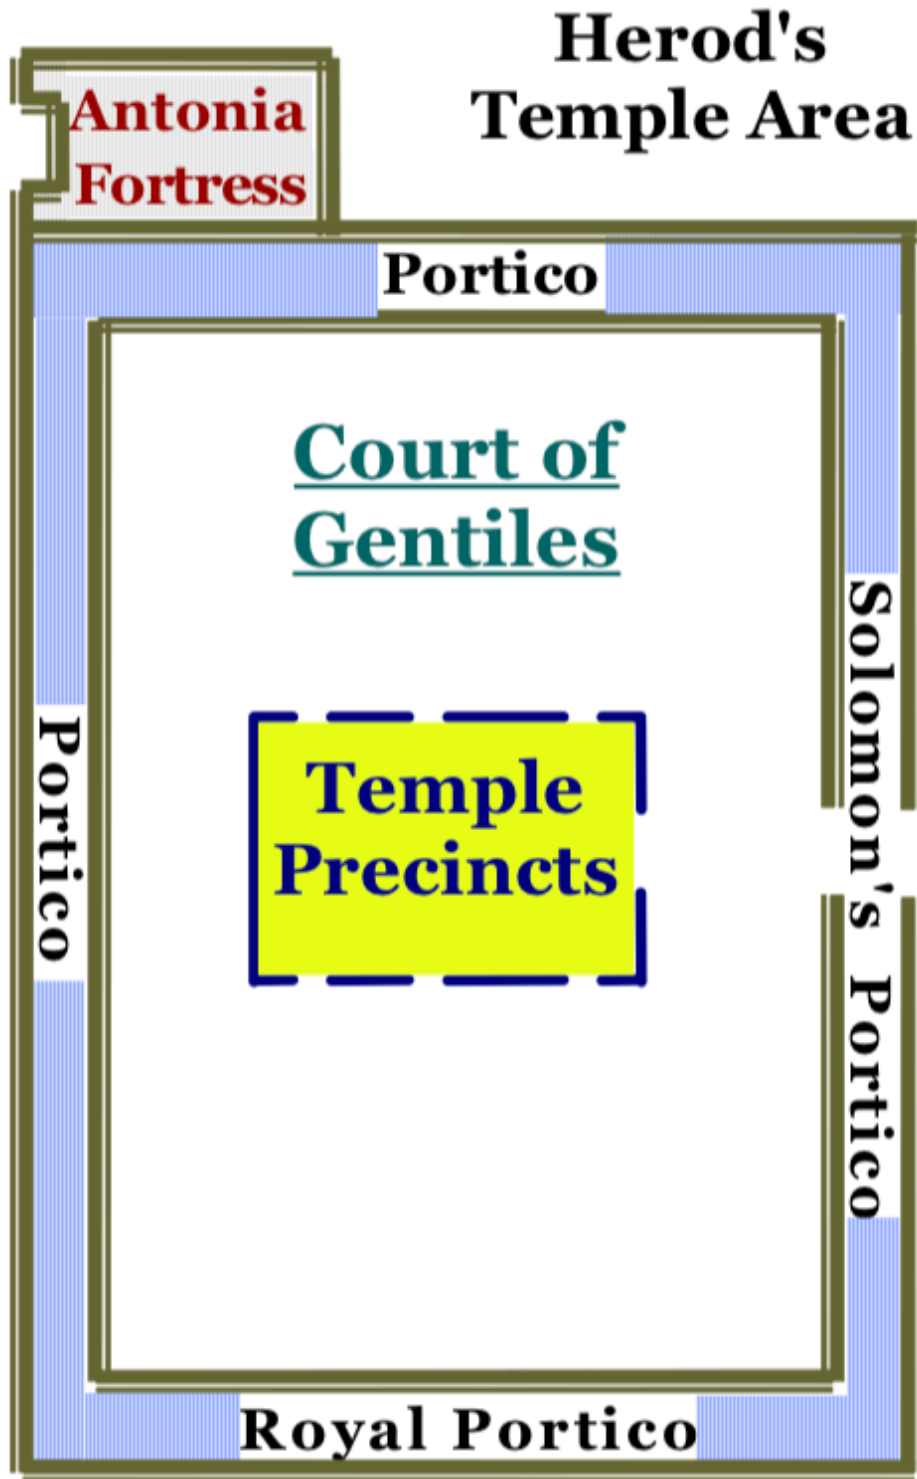 Herod's
Temple Area
Antonia
Fortress
Portico
Court of
Gentiles
Solomon's Portico
Portico
Temple
Precincts
Royal Portico